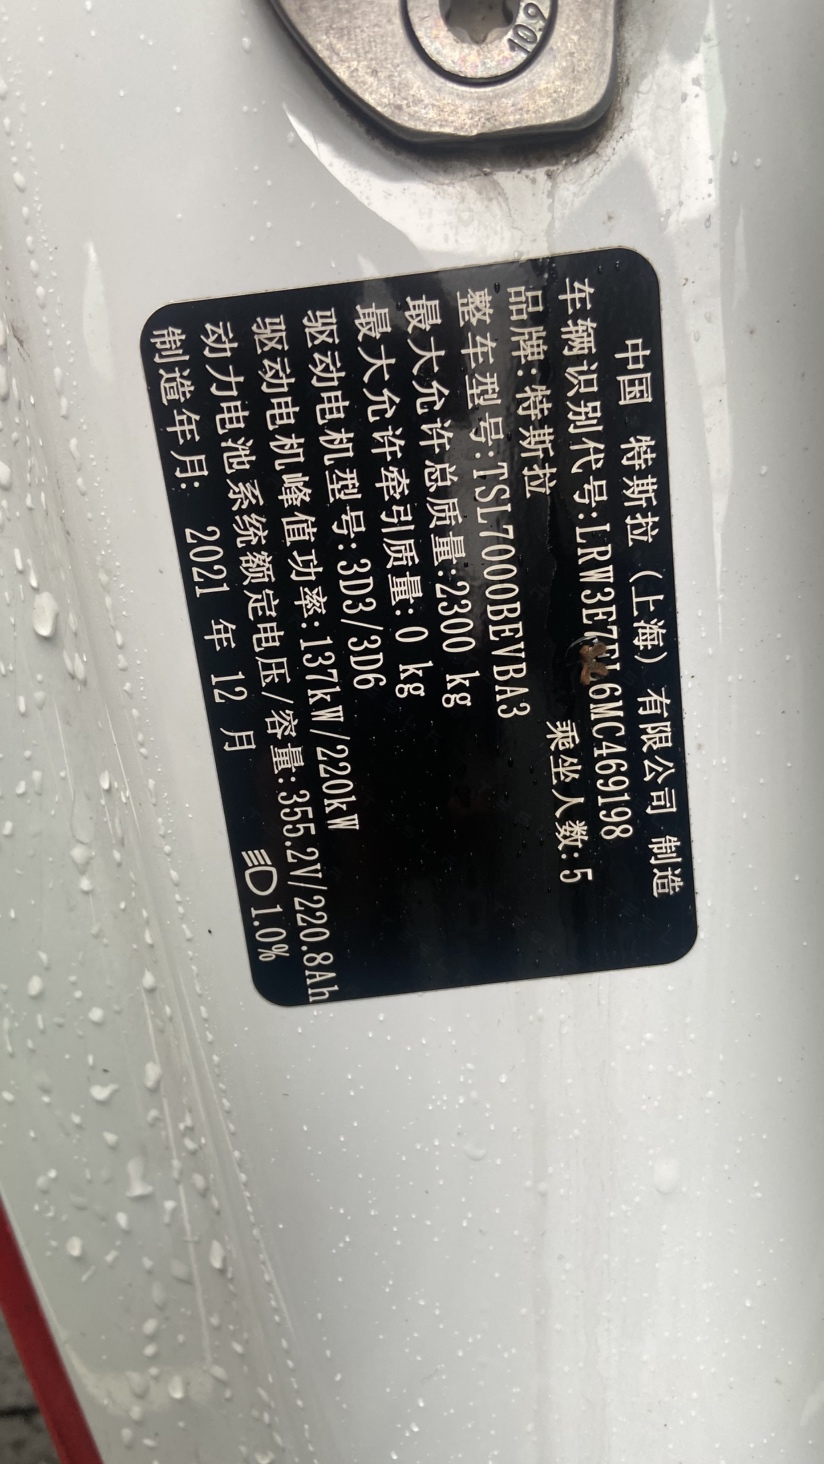 10.9
中国 特斯拉（上海）有限公司 制造
车辆识别代号:LRW3E7EL6MC469198
品牌:特斯拉 乘坐人数:5
整车型号:TSL7000BEVBA3
最大允许总质量:2300 kg
最大允许牵引质量:0 kg
驱动电机型号:3D3/3D6
驱动电机峰值功率:137kW/220kW
动力电池系统额定电压/容量:355.2V/220.8Ah
制造年月: 2021 年 12 月 1.0%